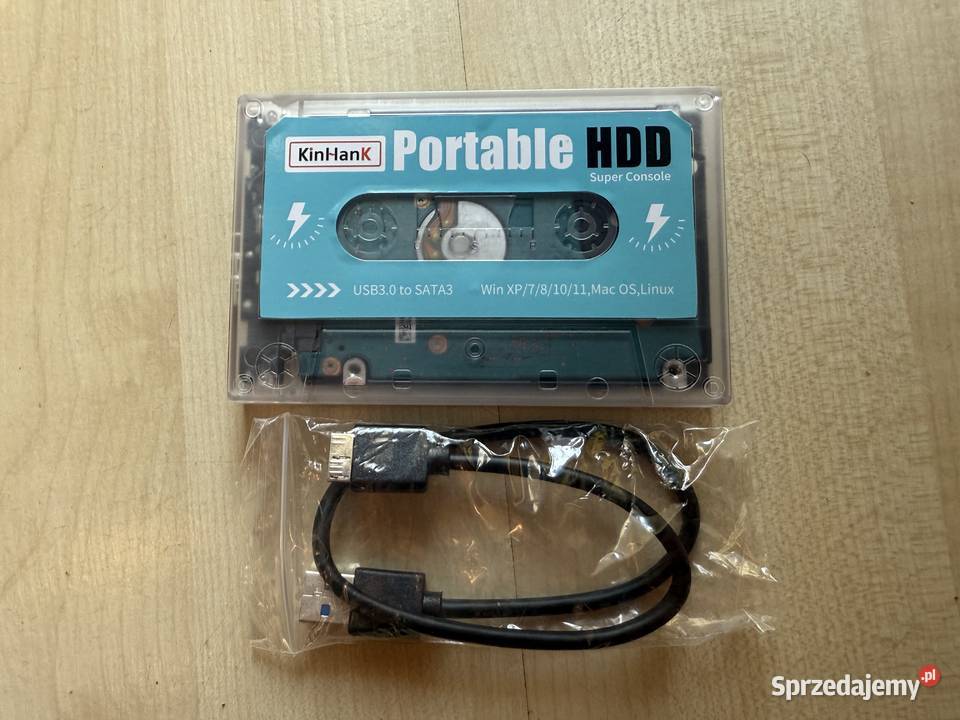 KinHanK Portable HDD
Super Console
USB3.0 to SATA3 Win XP/7/8/10/11,Mac OS,Linux
Sprzedajemy.pl